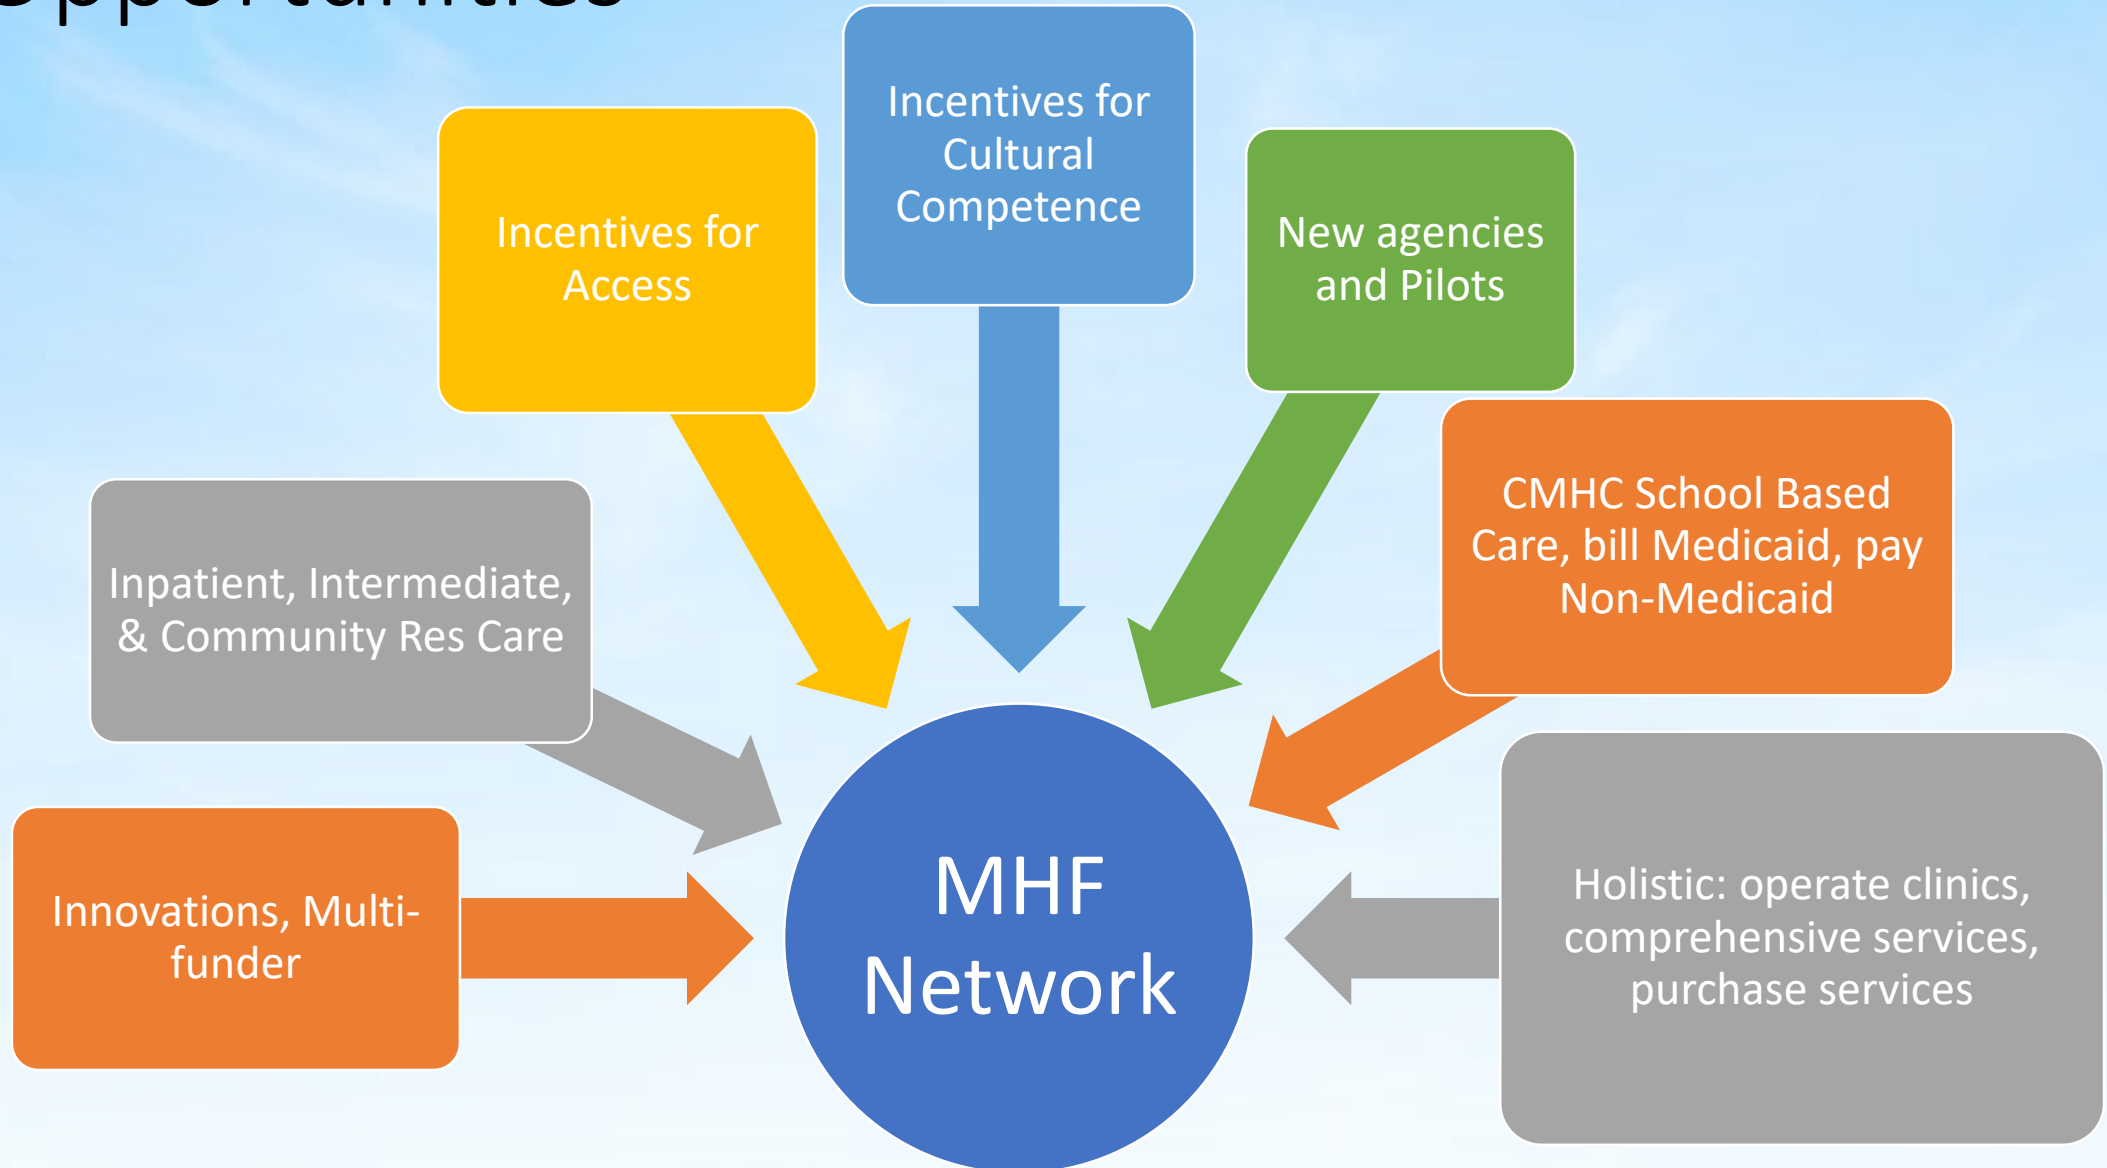 Opportunities
Incentives for
Cultural
Competence
Incentives for
Access
New agencies
and Pilots
CMHC School Based
Care, bill Medicaid, pay
Non-Medicaid
Inpatient, Intermediate,
& Community Res Care
Innovations, Multi-
funder
MHF
Network
Holistic: operate clinics,
comprehensive services,
purchase services